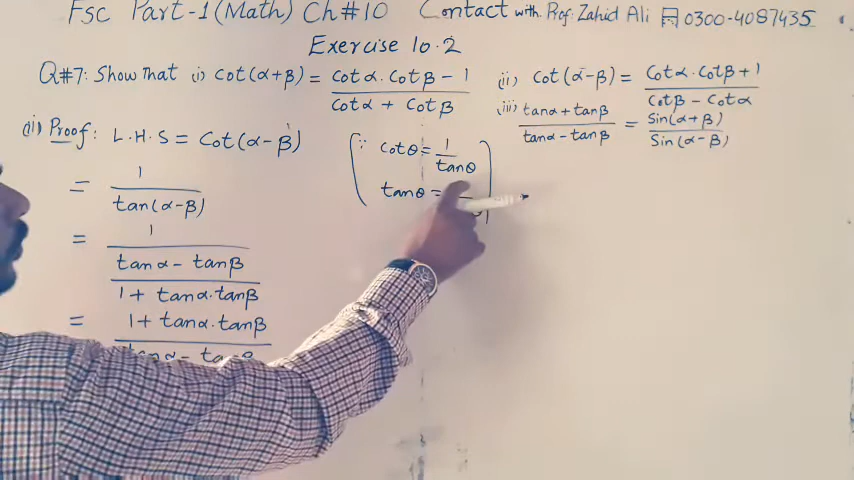 Fsc Part-1 (Math) Ch#10 Contact with Prof: Zahid Ali 0300-4087435
Exercise 10.2
Q#7: Show that (i) Cot(α+β) = Cotα.Cotβ - 1 / Cotα + Cotβ
(ii) Cot(α-β) = Cotα.Cotβ+1 / Cotβ - Cotα
(iii) tanα+tanβ / tanα-tanβ = Sin(α+β) / Sin(α-β)
(ii) Proof: L.H.S = Cot(α-β)
= 1 / tan(α-β)
= 1 / tanα - tanβ / 1 + tanα.tanβ
= 1 + tanα.tanβ / tanα - tanβ
(∵ cotθ = 1 / tanθ
tanθ =